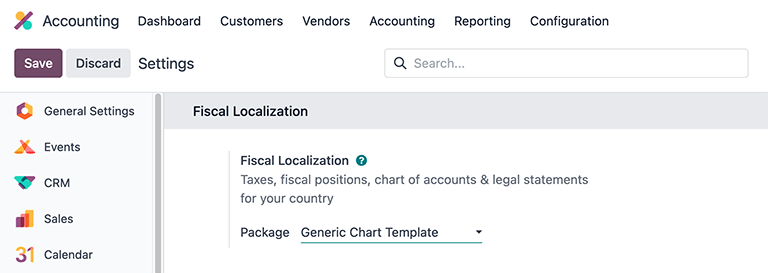 Accounting Dashboard Customers Vendors Accounting Reporting Configuration
Save Discard Settings Search...
General Settings
Events
CRM
Sales
31 Calendar
Fiscal Localization
Fiscal Localization ?
Taxes, fiscal positions, chart of accounts & legal statements
for your country
Package Generic Chart Template